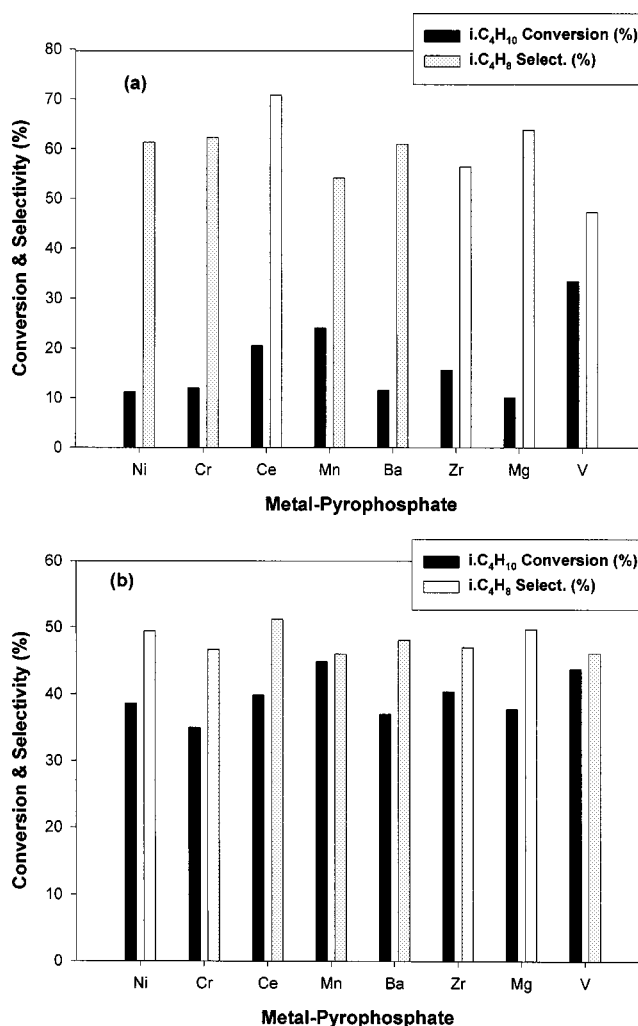 i.C₄H₁₀ Conversion (%)
i.C₄H₈ Select. (%)
(a)
Conversion & Selectivity (%)
80
70
60
50
40
30
20
10
0
Ni Cr Ce Mn Ba Zr Mg V
Metal-Pyrophosphate
i.C₄H₁₀ Conversion (%)
i.C₄H₈ Select. (%)
(b)
Conversion & Selectivity (%)
60
50
40
30
20
10
0
Ni Cr Ce Mn Ba Zr Mg V
Metal-Pyrophosphate